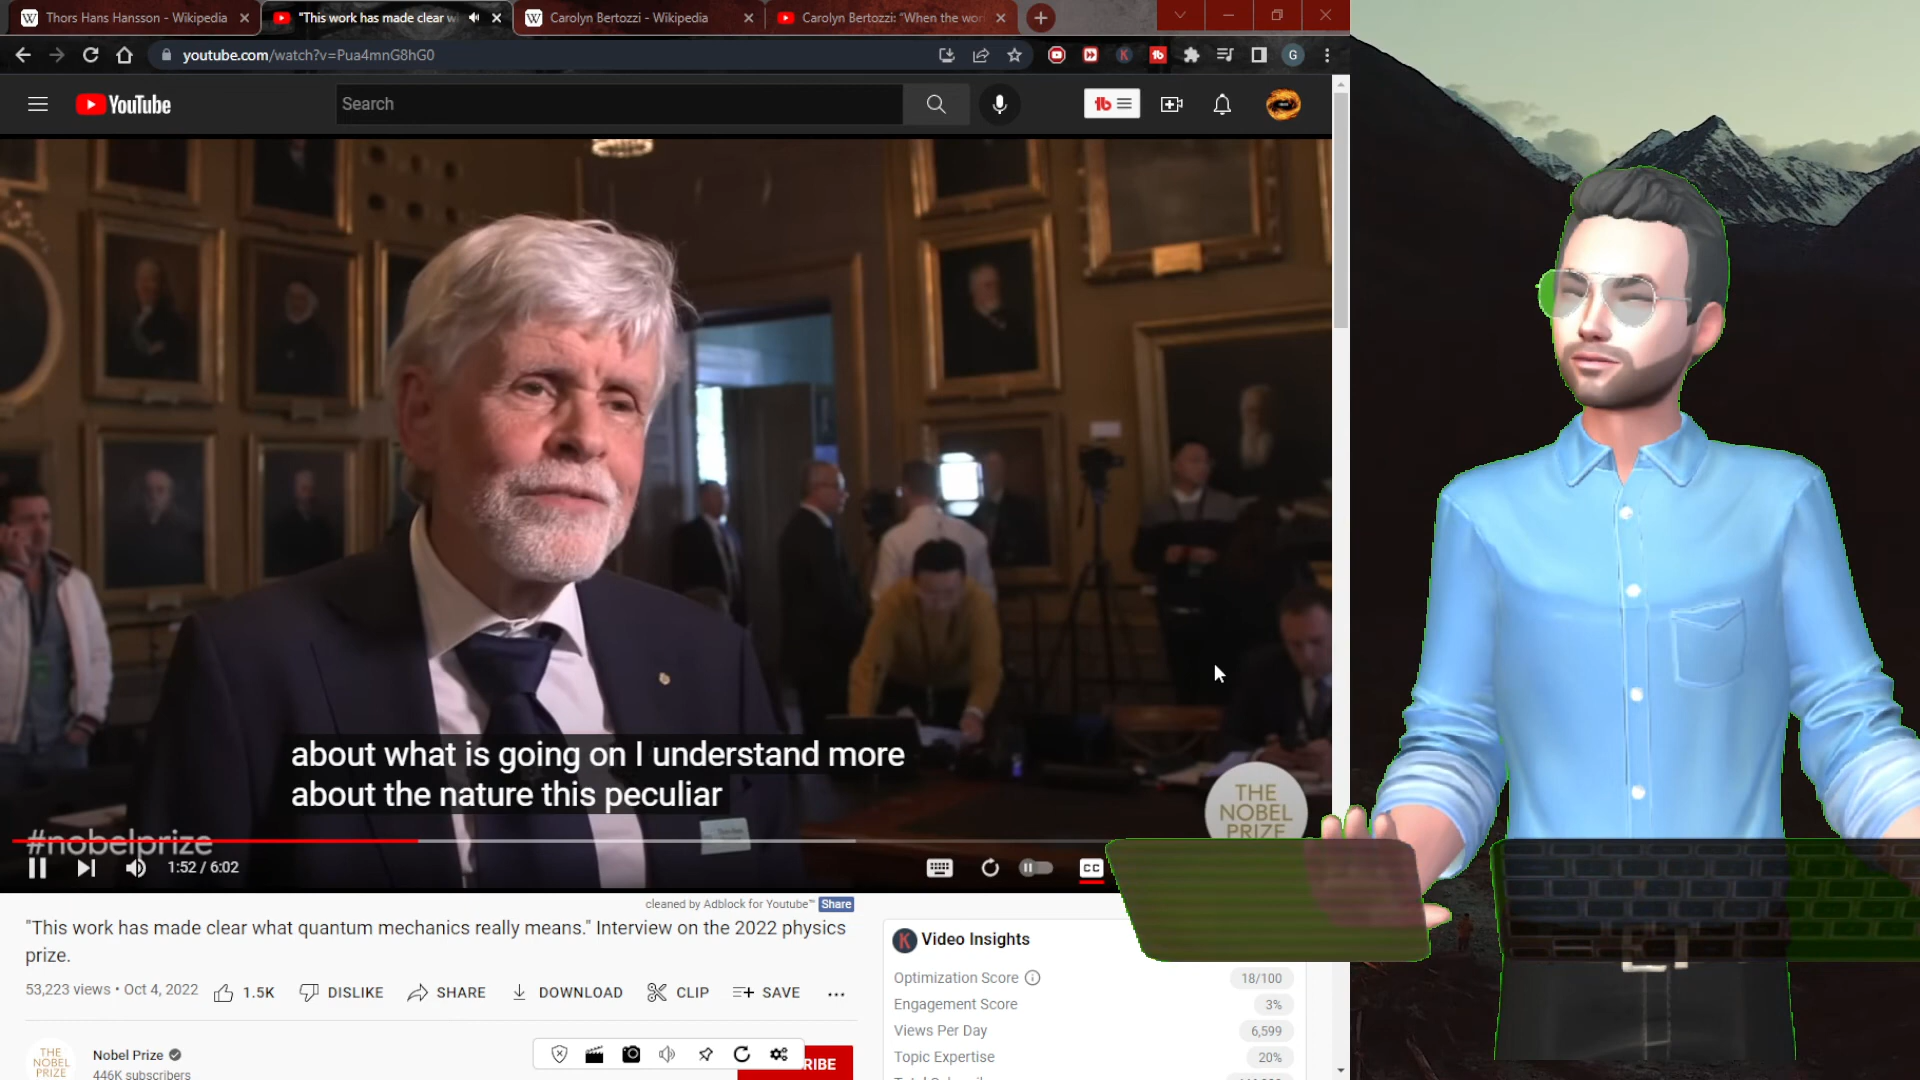 Thors Hans Hansson - Wikipedia
"This work has made clear w
Carolyn Bertozzi - Wikipedia
Carolyn Bertozzi: "When the wor
youtube.com/watch?v=Pua4mnG8hG0
G
YouTube
Search
about what is going on I understand more
about the nature this peculiar
THE
NOBEL
PRIZE
#nobelprize
1:52 / 6:02
CC
cleaned by Adblock for Youtube™ Share
"This work has made clear what quantum mechanics really means." Interview on the 2022 physics
prize.
53,223 views • Oct 4, 2022
1.5K
DISLIKE
SHARE
DOWNLOAD
CLIP
SAVE
THE
NOBEL
PRIZE
Nobel Prize
446K subscribers
RIBE
K Video Insights
Optimization Score 18/100
Engagement Score 3%
Views Per Day 6,599
Topic Expertise 20%